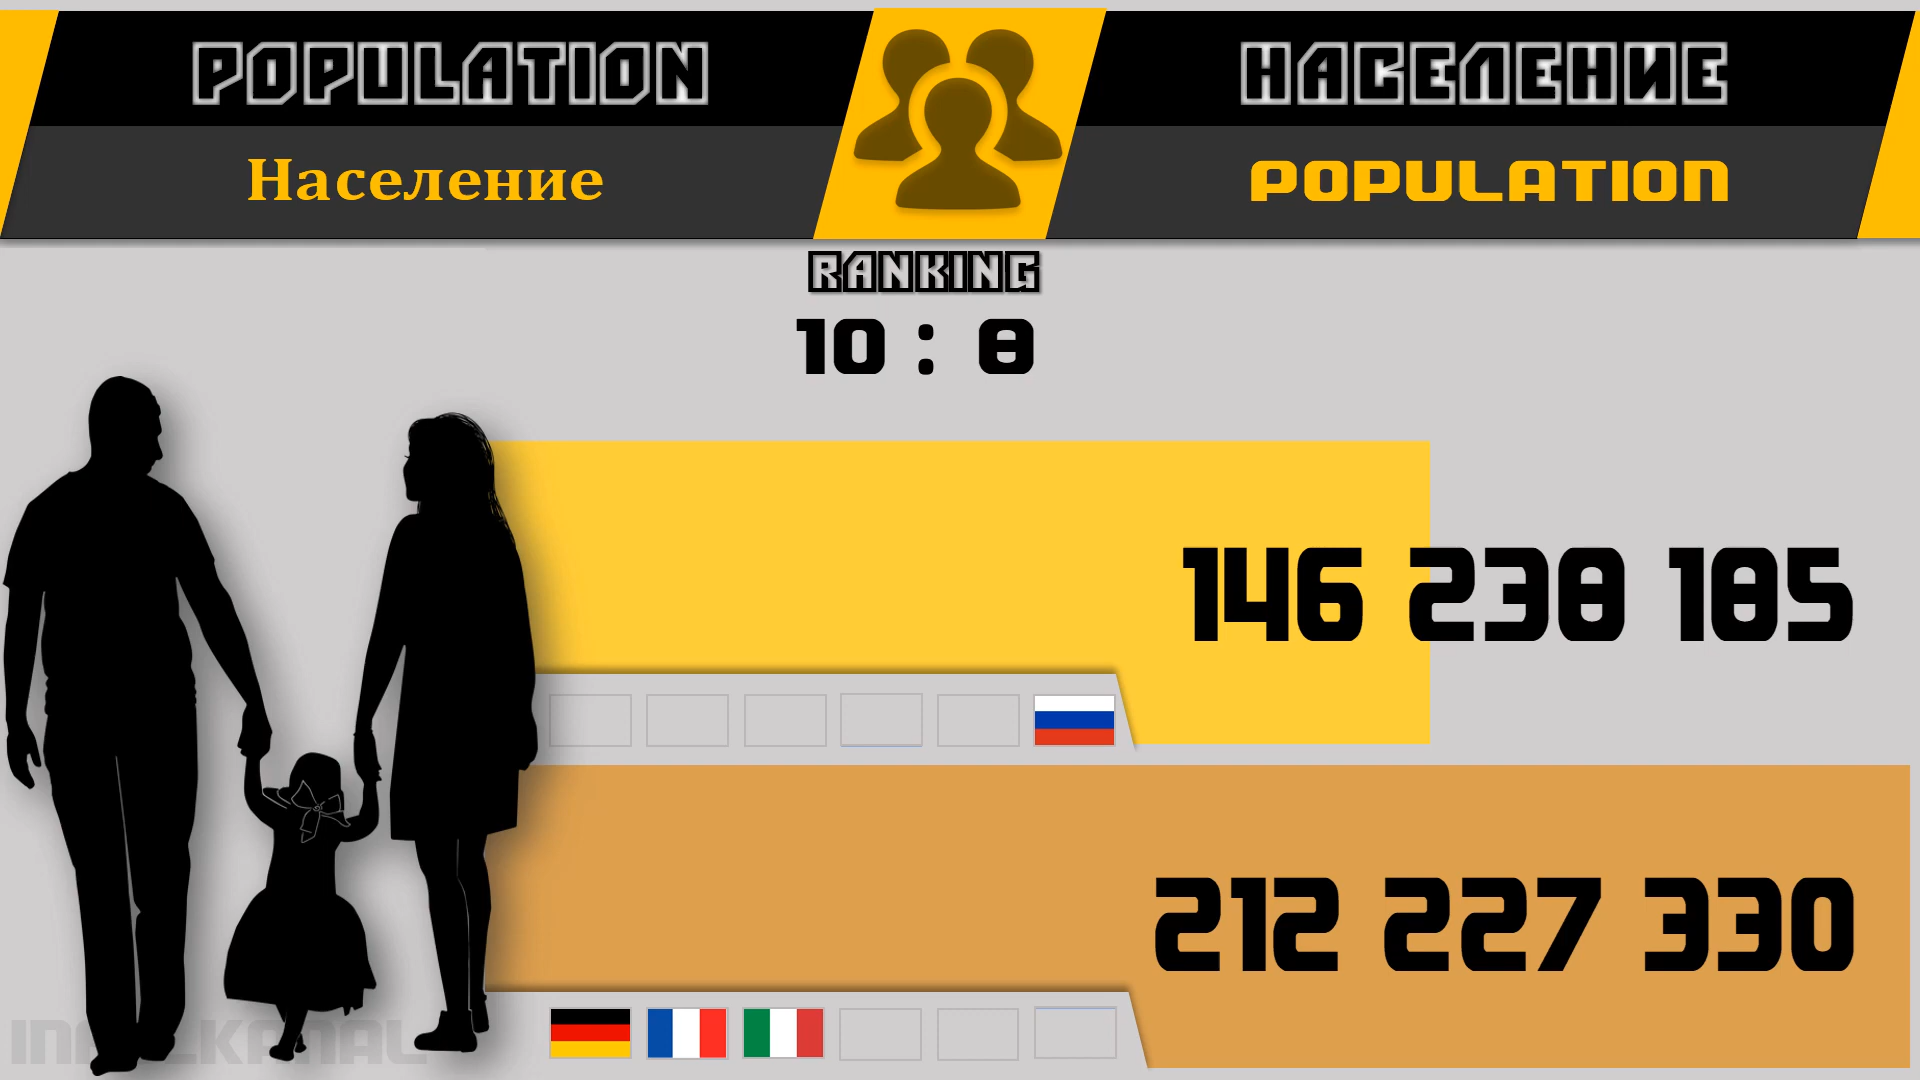 POPULATION
НАСЕЛЕНИЕ
Население
POPULATION
RANKING
10 : 8
146 238 185
212 227 330